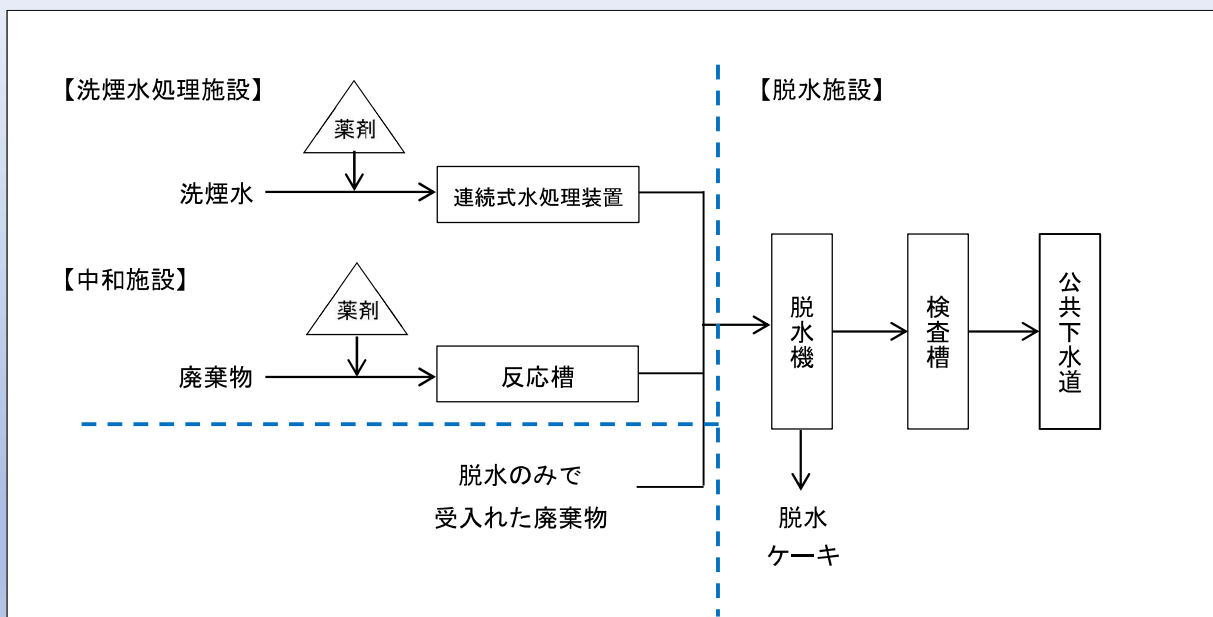 【洗煙水処理施設】
薬剤
洗煙水
連続式水処理装置
【中和施設】
薬剤
廃棄物
反応槽
脱水のみで
受入れた廃棄物
【脱水施設】
脱水機
検査槽
公共下水道
脱水
ケーキ